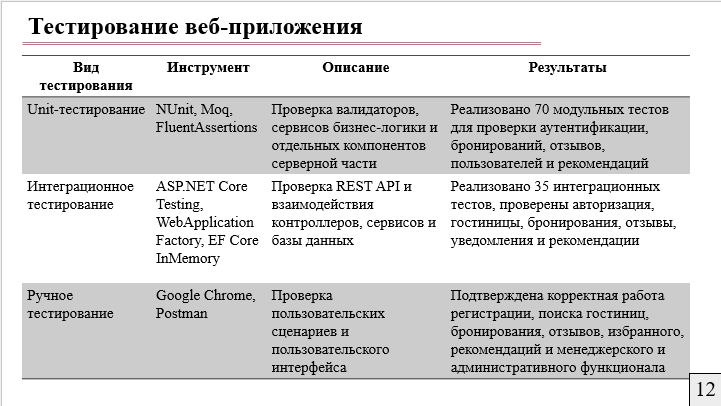 Тестирование веб-приложения
Вид
тестирования
Инструмент
Описание
Результаты
Unit-тестирование
NUnit, Moq,
FluentAssertions
Проверка валидаторов,
сервисов бизнес-логики и
отдельных компонентов
серверной части
Реализовано 70 модульных тестов
для проверки аутентификации,
бронирований, отзывов,
пользователей и рекомендаций
Интеграционное
тестирование
ASP.NET Core
Testing,
WebApplication
Factory, EF Core
InMemory
Проверка REST API и
взаимодействия
контроллеров, сервисов и
базы данных
Реализовано 35 интеграционных
тестов, проверены авторизация,
гостиницы, бронирования, отзывы,
уведомления и рекомендации
Ручное
тестирование
Google Chrome,
Postman
Проверка
пользовательских
сценариев и
пользовательского
интерфейса
Подтверждена корректная работа
регистрации, поиска гостиниц,
бронирования, отзывов, избранного,
рекомендаций и менеджерского и
административного функционала
12